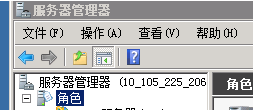 服务器管理器
文件(F) 操作(A) 查看(V) 帮助(H)
服务器管理器 (10_105_225_206
角色
角色